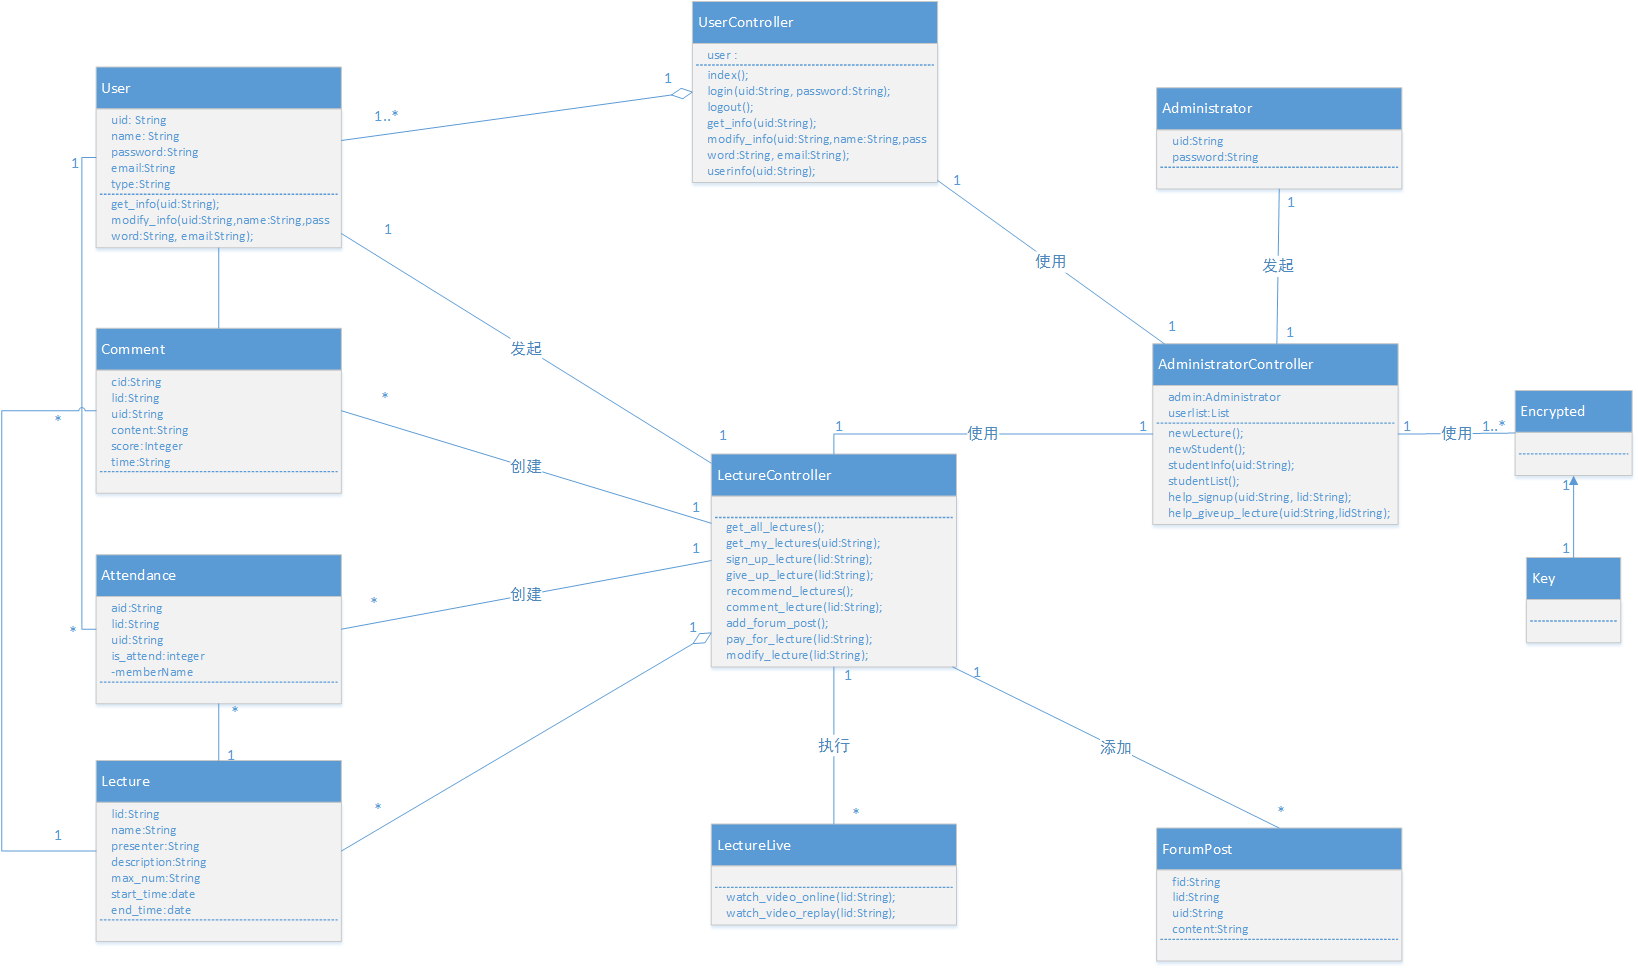 UserController
user :
index();
login(uid:String, password:String);
logout();
get_info(uid:String);
modify_info(uid:String,name:String,pass
word:String, email:String);
userinfo(uid:String);
User
uid: String
name: String
password:String
email:String
type:String
get_info(uid:String);
modify_info(uid:String,name:String,pass
word:String, email:String);
Administrator
uid:String
password:String
1
1..*
1
1
1
发起
1
1
使用
1
1
发起
Comment
cid:String
lid:String
uid:String
content:String
score:Integer
time:String
*
*
创建
1
1
AdministratorController
admin:Administrator
userlist:List
newLecture();
newStudent();
studentInfo(uid:String);
studentList();
help_signup(uid:String, lid:String);
help_giveup_lecture(uid:String,lidString);
1
使用
1
1
使用
1..*
Encrypted
1
1
Key
LectureController
get_all_lectures();
get_my_lectures(uid:String);
sign_up_lecture(lid:String);
give_up_lecture(lid:String);
recommend_lectures();
comment_lecture(lid:String);
add_forum_post();
pay_for_lecture(lid:String);
modify_lecture(lid:String);
Attendance
aid:String
lid:String
uid:String
is_attend:integer
-memberName
*
*
创建
1
1
*
1
Lecture
lid:String
name:String
presenter:String
description:String
max_num:String
start_time:date
end_time:date
1
*
1
执行
*
1
添加
*
LectureLive
watch_video_online(lid:String);
watch_video_replay(lid:String);
ForumPost
fid:String
lid:String
uid:String
content:String